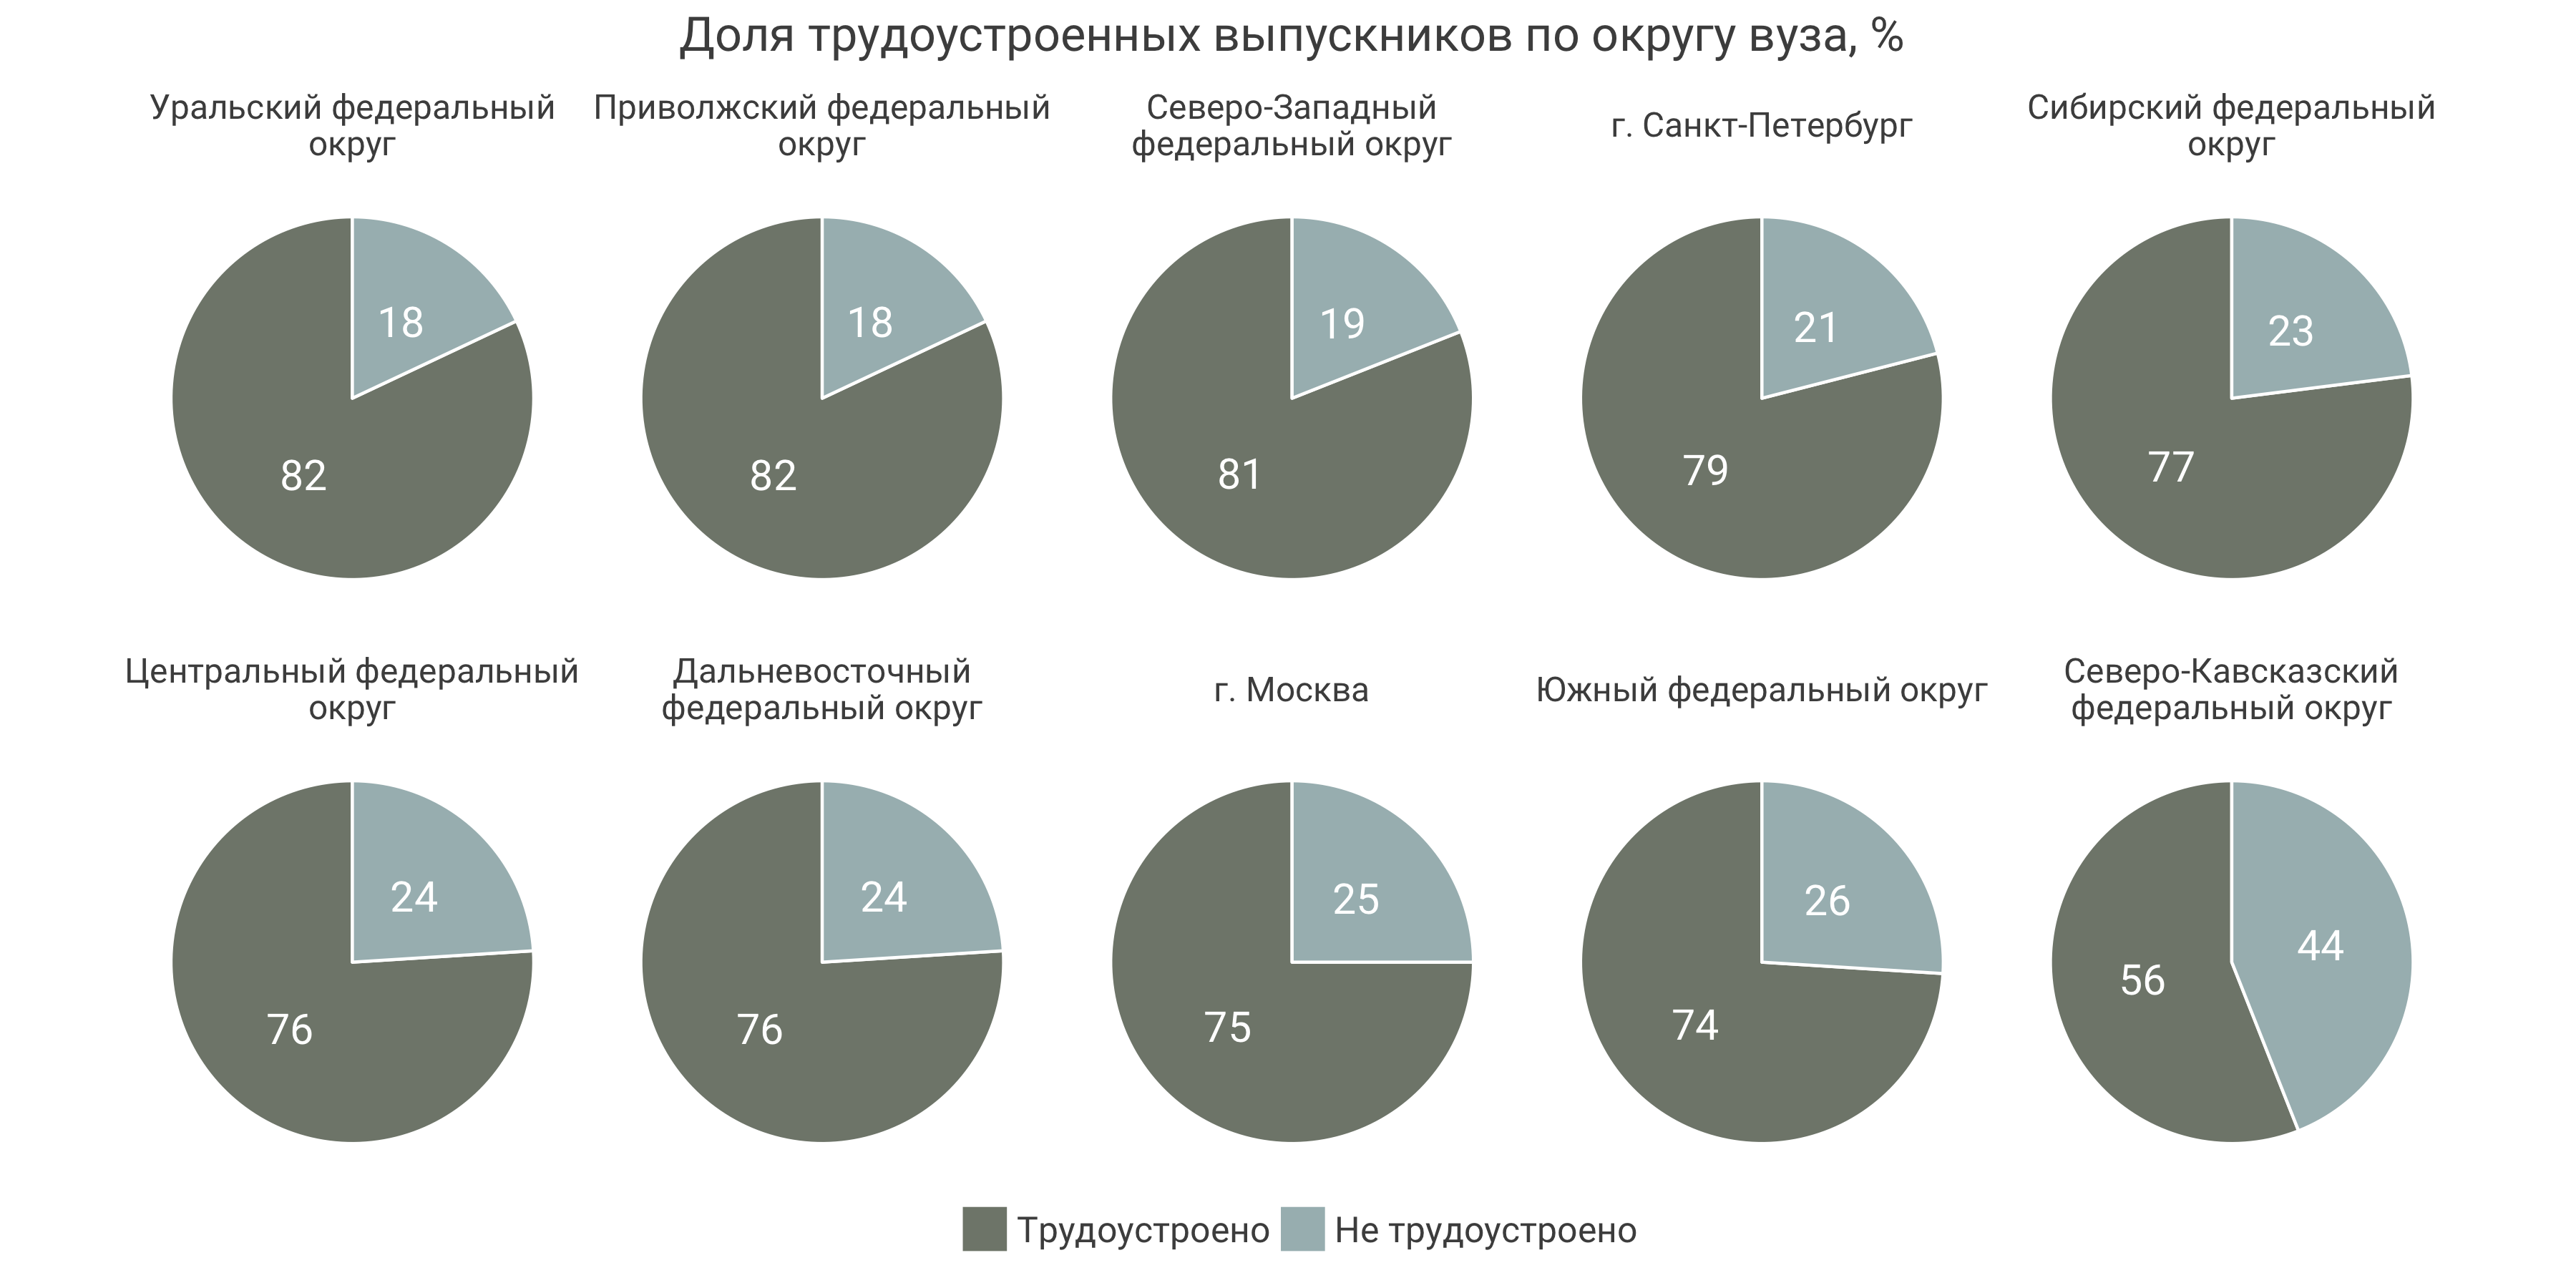 Доля трудоустроенных выпускников по округу вуза, %
Уральский федеральный
округ
Приволжский федеральный
округ
Северо-Западный
федеральный округ
г. Санкт-Петербург
Сибирский федеральный
округ
18
82
18
82
19
81
21
79
23
77
Центральный федеральный
округ
Дальневосточный
федеральный округ
г. Москва
Южный федеральный округ
Северо-Кавсказский
федеральный округ
24
76
24
76
25
75
26
74
44
56
Трудоустроено
Не трудоустроено